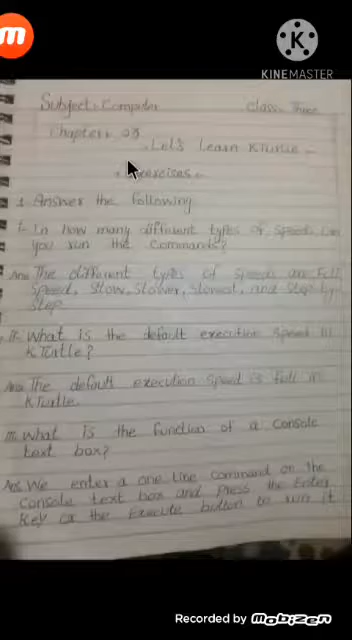 m
K
KINEMASTER
Subject:- Computer Class:- Three
Chapter:- 03
Let's Learn KTurtle
Exercises
1. Answer the following
I. In how many different types of speeds can
you run the commands?
Ans The different types of speeds are full
speed, Slow, Slower, Slowest, and step by
step
II. What is the default execution speed in
KTurtle?
Ans The default execution speed is full in
KTurtle.
III. What is the function of a console
text box?
Ans We enter a one line command on the
console text box and press the Enter
key or the Execute button to run it
Recorded by Mobizen